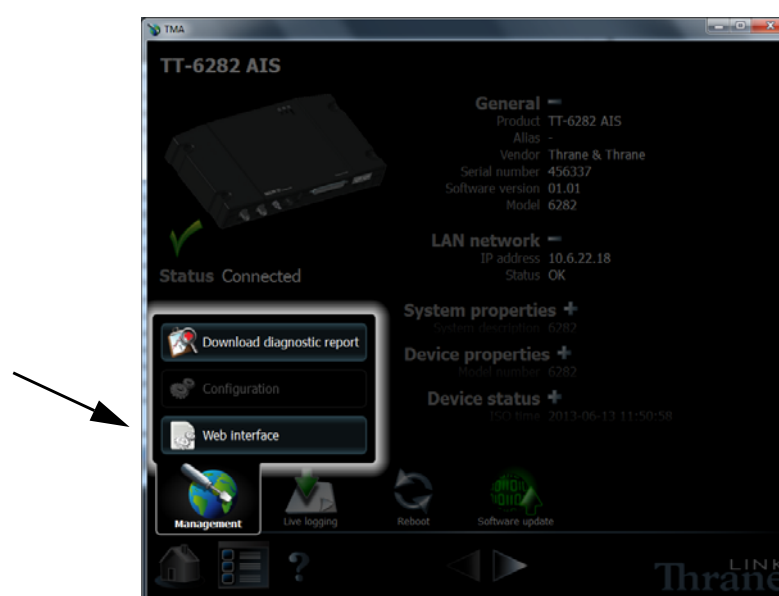 TMA
TT-6282 AIS
General
Product TT-6282 AIS
Alias -
Vendor Thrane & Thrane
Serial number 456337
Software version 01.01
Model 6282
LAN network
IP address 10.6.22.18
Status OK
Status Connected
System properties +
System description 6282
Device properties +
Model number 6282
Device status +
ISO time 2013-06-13 11:50:58
Download diagnostic report
Configuration
Web interface
Management
Live logging
Reboot
Software update
?
LINK
Thrane